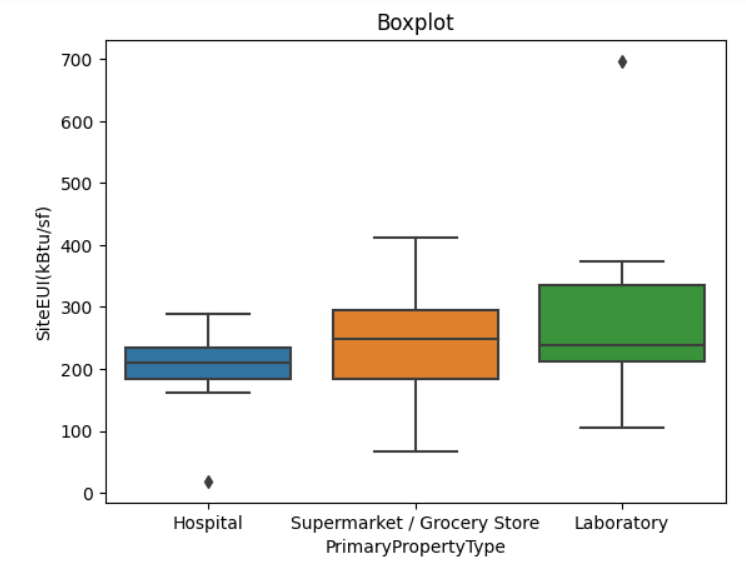 Boxplot
700
600
500
400
300
200
100
0
SiteEUI(kBtu/sf)
Hospital
Supermarket / Grocery Store
Laboratory
PrimaryPropertyType